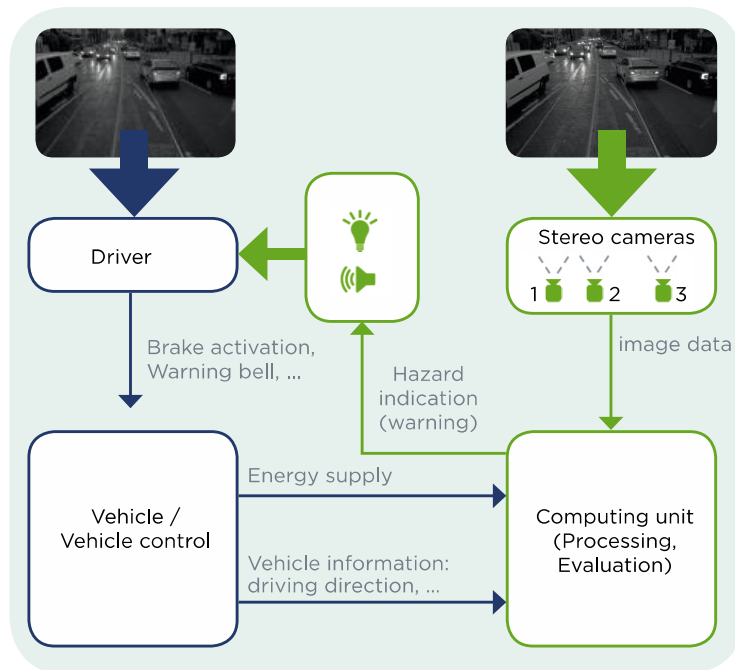 Driver
Stereo cameras
1 2 3
Brake activation,
Warning bell, ...
image data
Hazard
indication
(warning)
Energy supply
Vehicle /
Vehicle control
Computing unit
(Processing,
Evaluation)
Vehicle information:
driving direction, ...